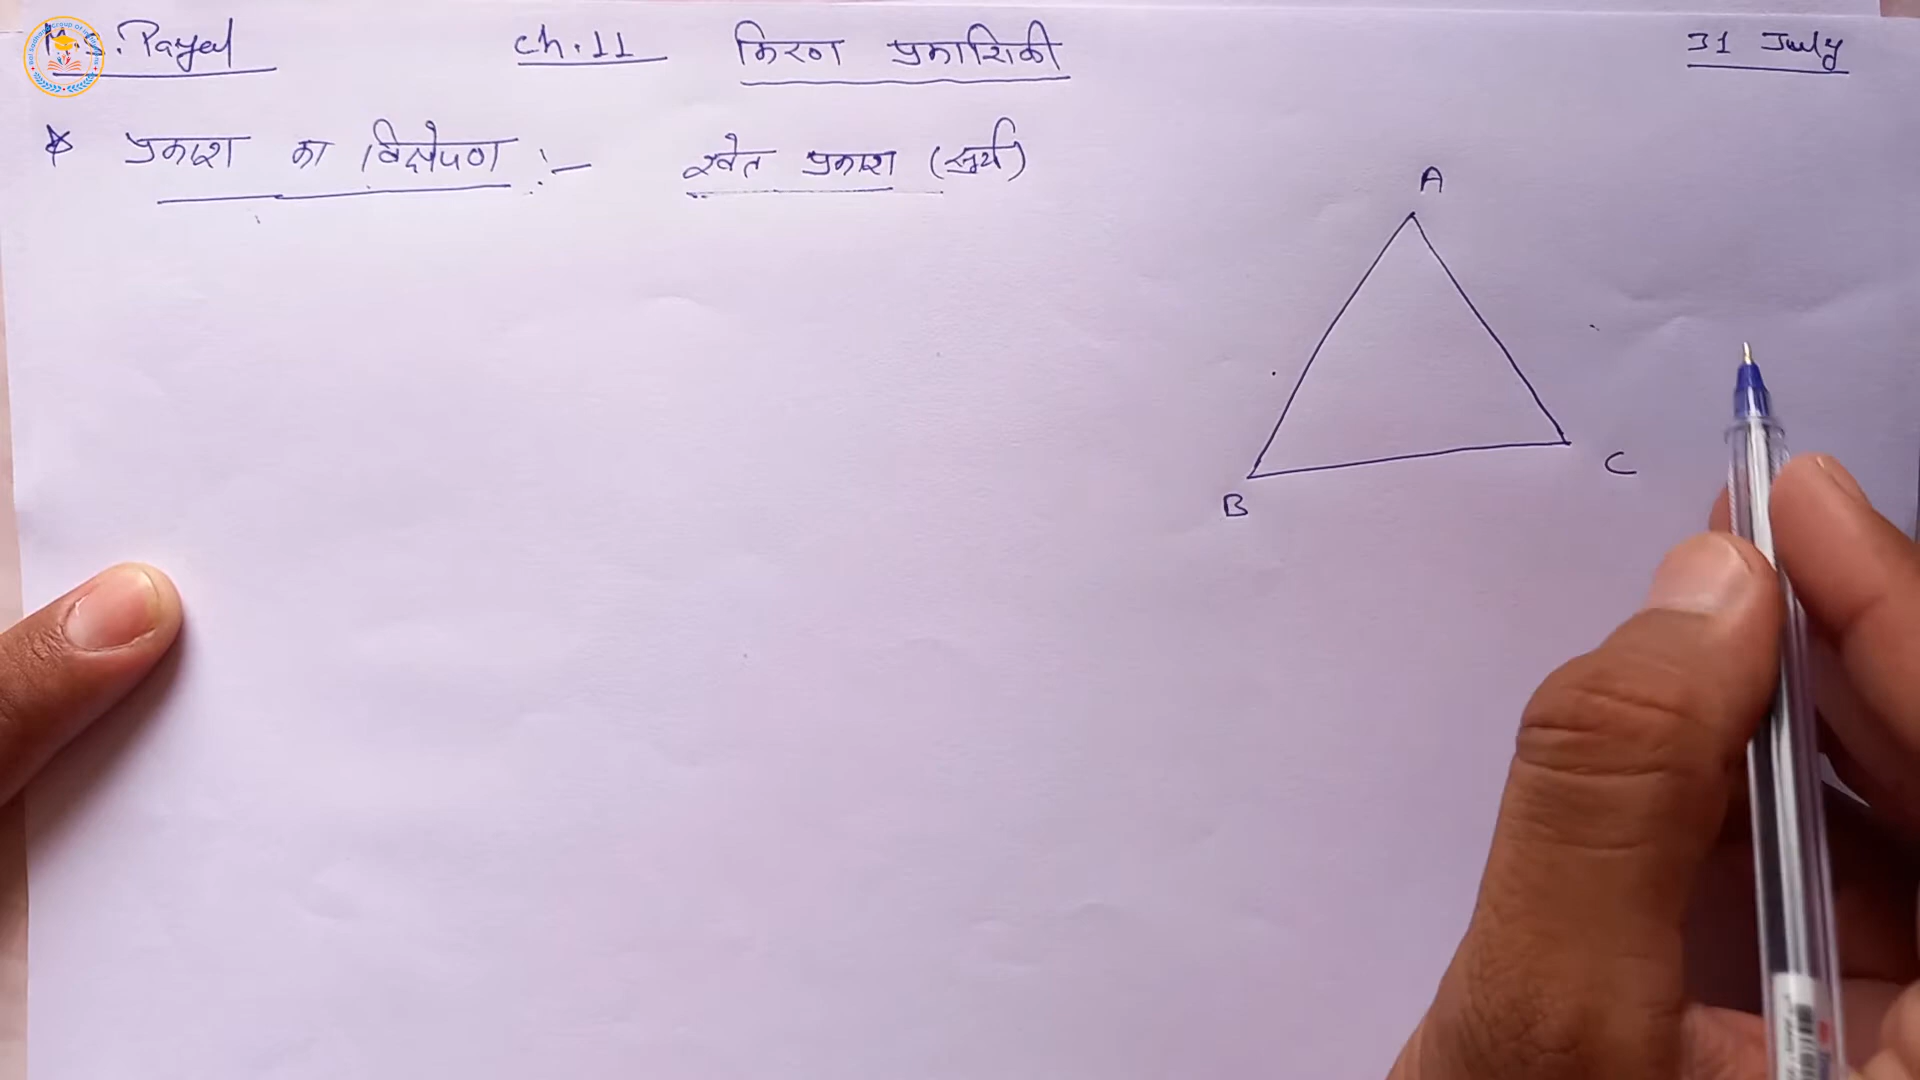 M.S. Payal ch.11 किरण प्रकाशिकी 31 July
* प्रकाश का विक्षेपण :- श्वेत प्रकाश (सुर्य)
A
B
C